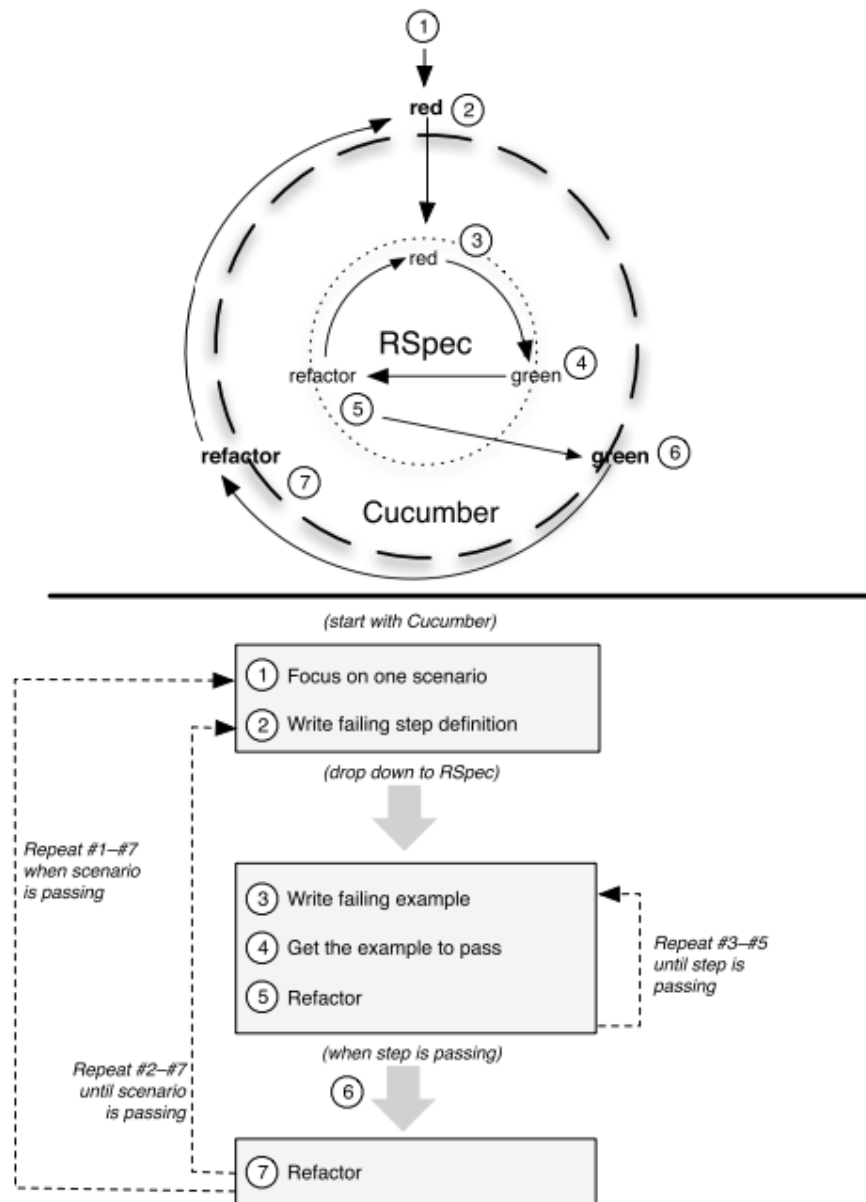 1
red 2
3
red
RSpec
refactor
green 4
5
refactor
green 6
7
Cucumber
(start with Cucumber)
1 Focus on one scenario
2 Write failing step definition
(drop down to RSpec)
Repeat #1–#7
when scenario
is passing
3 Write failing example
4 Get the example to pass
5 Refactor
Repeat #3–#5
until step is
passing
(when step is passing)
6
Repeat #2–#7
until scenario
is passing
7 Refactor